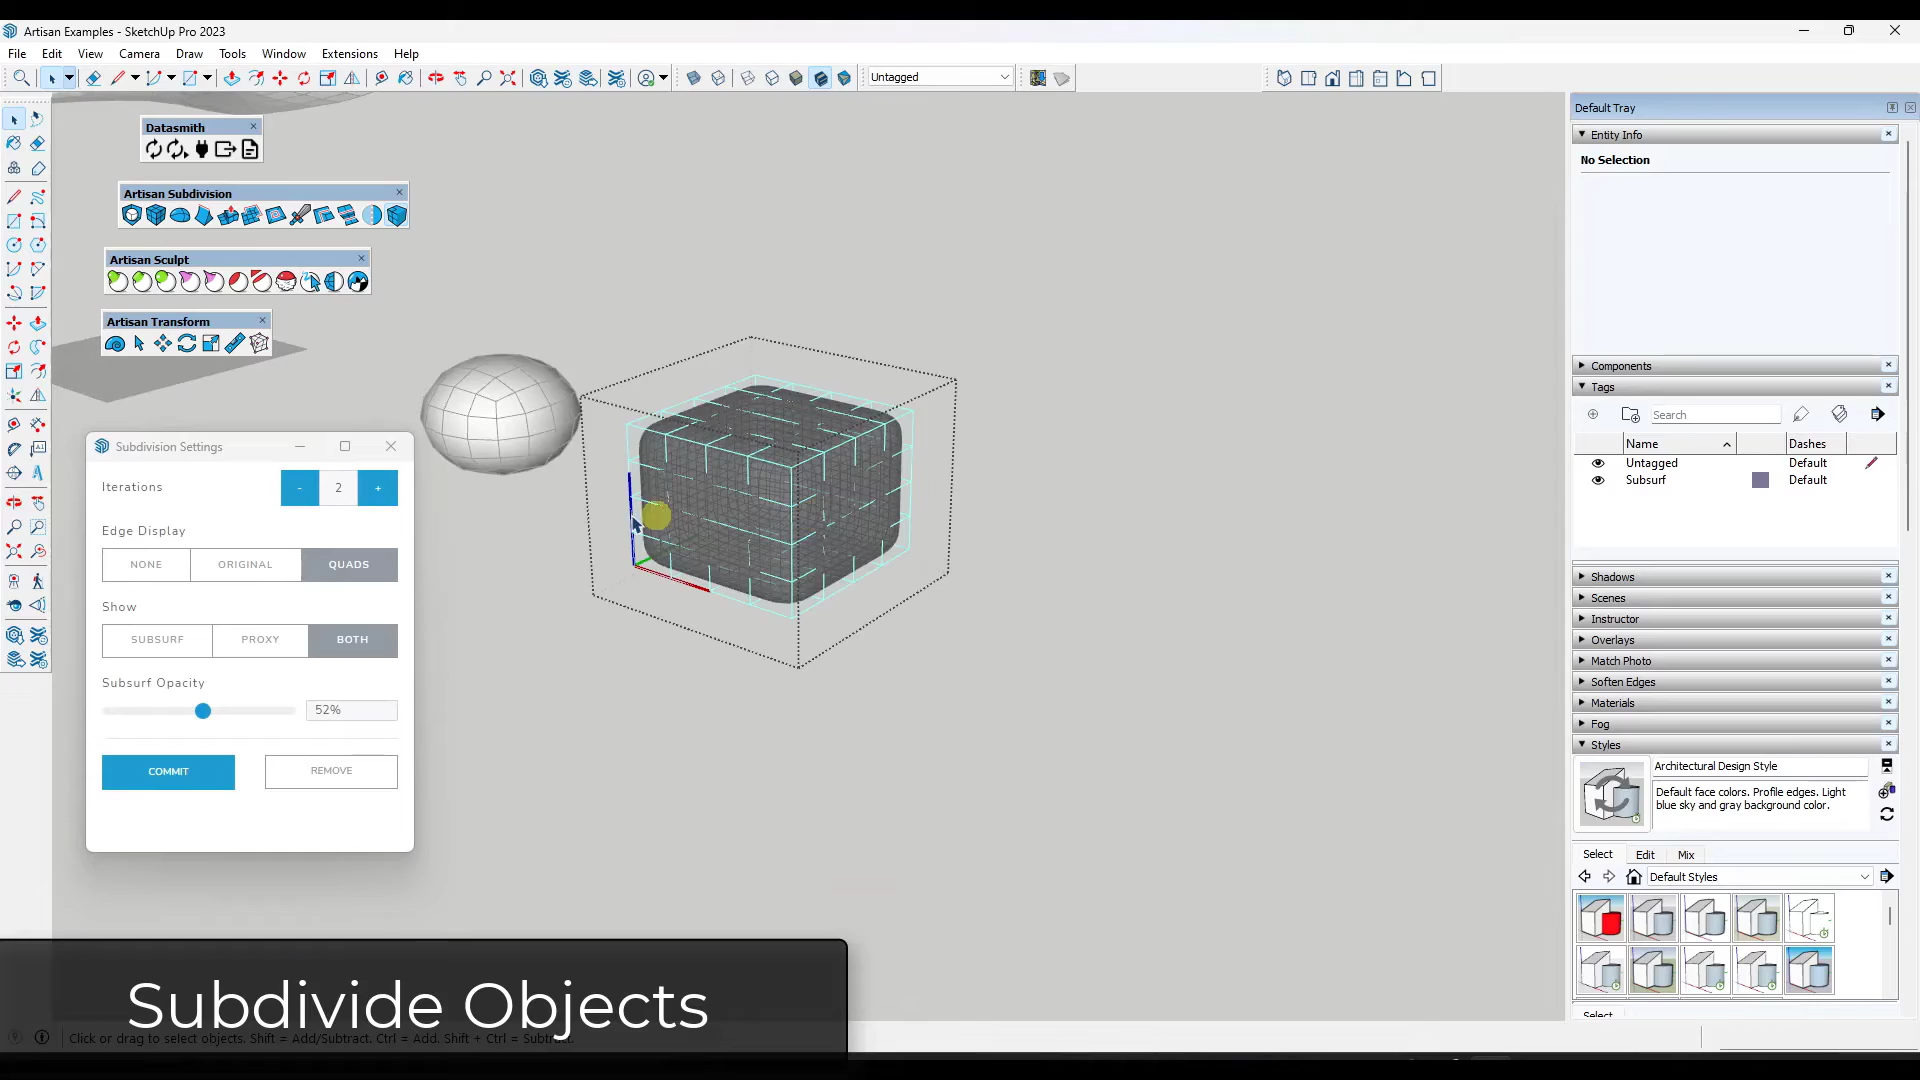 Artisan Examples - SketchUp Pro 2023
File Edit View Camera Draw Tools Window Extensions Help
Untagged
Default Tray
Datasmith
Entity Info
No Selection
Artisan Subdivision
Artisan Sculpt
Artisan Transform
Components
Tags
Search
Name Dashes
Untagged Default
Subsurf Default
Subdivision Settings
Iterations - 2 +
Edge Display
NONE ORIGINAL QUADS
Show
SUBSURF PROXY BOTH
Subsurf Opacity
52%
COMMIT REMOVE
Shadows
Scenes
Instructor
Overlays
Match Photo
Soften Edges
Materials
Fog
Styles
Architectural Design Style
Default face colors. Profile edges. Light
blue sky and gray background color.
Select Edit Mix
Default Styles
Select
Subdivide Objects
Click or drag to select objects. Shift = Add/Subtract. Ctrl = Add. Shift + Ctrl = Subtract.